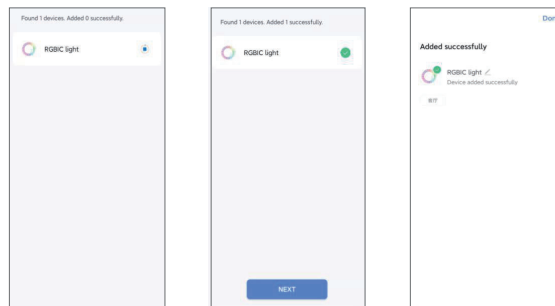 Found 1 devices. Added 0 successfully.
RGBIC light
Found 1 devices. Added 1 successfully.
RGBIC light
NEXT
Don
Added successfully
RGBIC light
Device added successfully